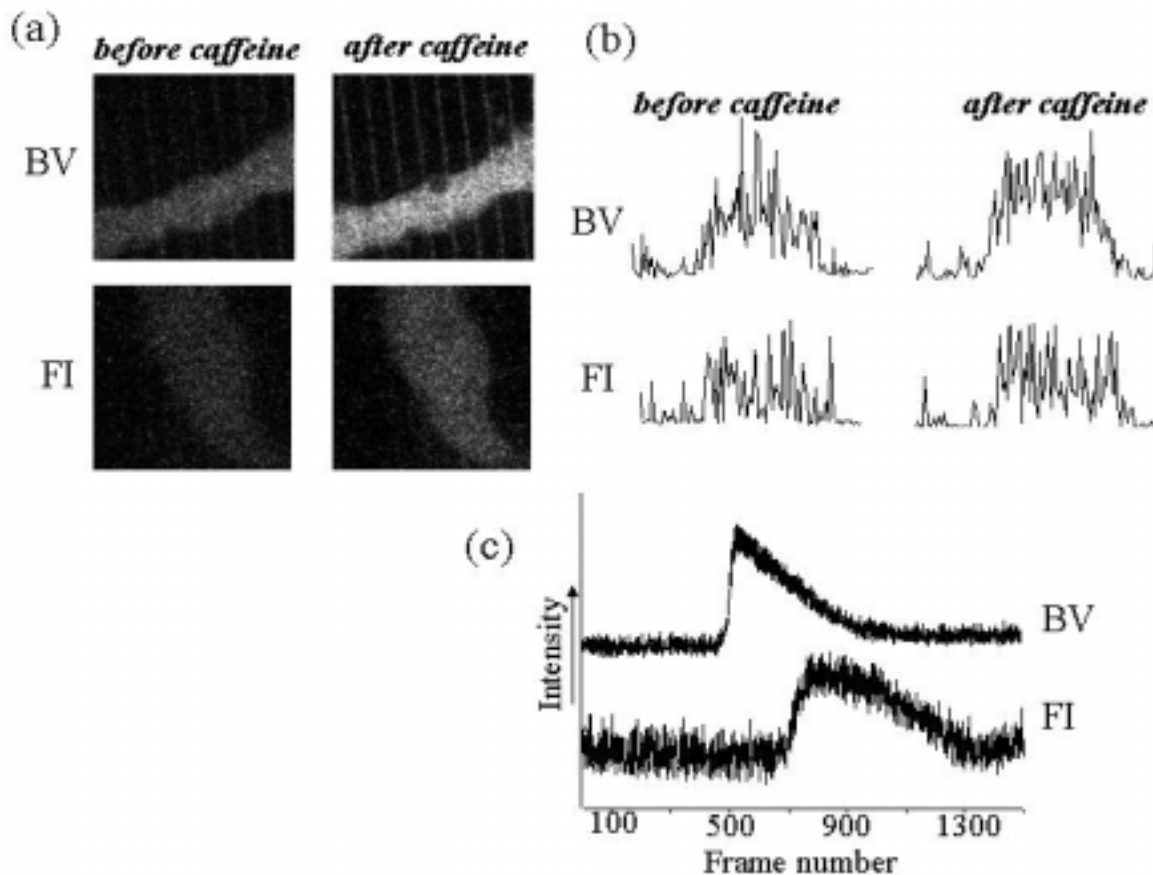 (a)
before caffeine after caffeine
BV
FI
(b)
before caffeine after caffeine
BV
FI
(c)
Intensity
BV
FI
100 500 900 1300
Frame number